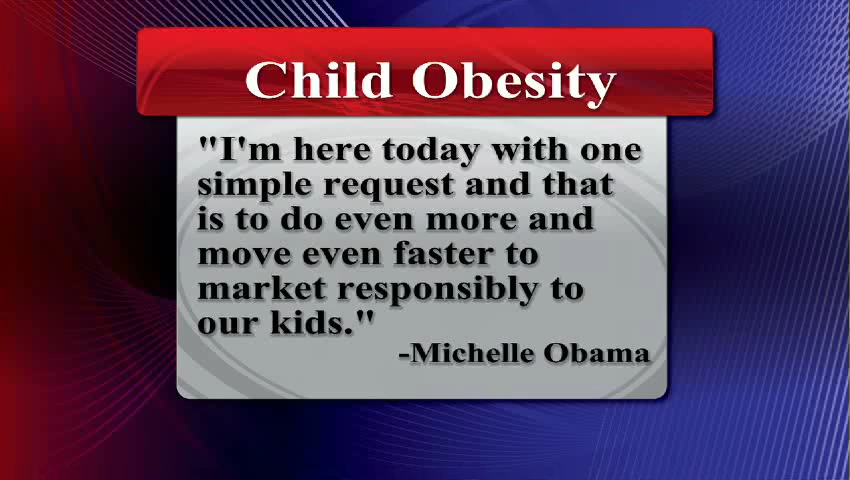 Child Obesity
"I'm here today with one
simple request and that
is to do even more and
move even faster to
market responsibly to
our kids."
-Michelle Obama